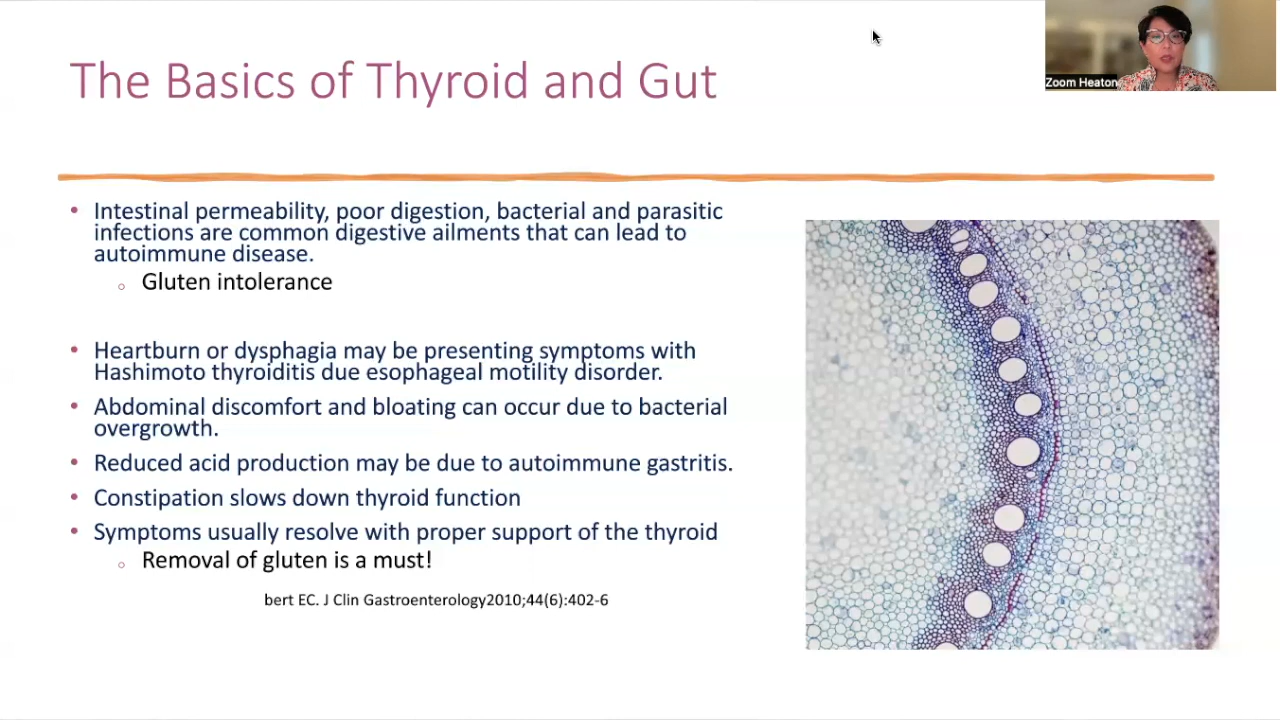 The Basics of Thyroid and Gut
Zoom Heaton
• Intestinal permeability, poor digestion, bacterial and parasitic
infections are common digestive ailments that can lead to
autoimmune disease.
○ Gluten intolerance
• Heartburn or dysphagia may be presenting symptoms with
Hashimoto thyroiditis due esophageal motility disorder.
• Abdominal discomfort and bloating can occur due to bacterial
overgrowth.
• Reduced acid production may be due to autoimmune gastritis.
• Constipation slows down thyroid function
• Symptoms usually resolve with proper support of the thyroid
○ Removal of gluten is a must!
bert EC. J Clin Gastroenterology2010;44(6):402-6